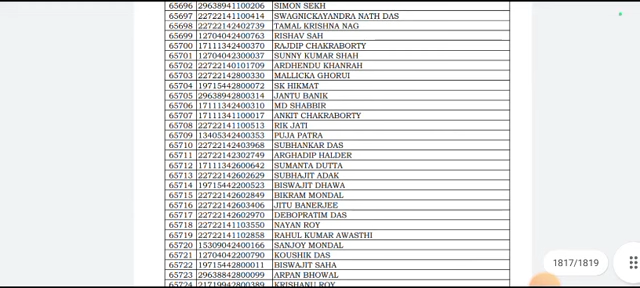 65696 29638941100206 SIMON SEKH
65697 22722141100414 SWAGNICKAYANDRA NATH DAS
65698 22722142402739 TAMAL KRISHNA NAG
65699 12704042400763 RISHAV SAH
65700 17111342400370 RAJDIP CHAKRABORTY
65701 12704042300037 SUNNY KUMAR SHAH
65702 22722140101709 ARDHENDU KHANRAH
65703 22722142800330 MALLICKA GHORUI
65704 19715442800072 SK HIKMAT
65705 29638942800314 JANTU BANIK
65706 17111342400310 MD SHABBIR
65707 17111341100017 ANKIT CHAKRABORTY
65708 22722141100513 RIK JATI
65709 13405342400353 PUJA PATRA
65710 22722142403968 SUBHANKAR DAS
65711 22722142302749 ARGHADIP HALDER
65712 17111342600642 SUMANTA DUTTA
65713 22722142602629 SUBHAJIT ADAK
65714 19715442200523 BISWAJIT DHAWA
65715 22722142602849 BIKRAM MONDAL
65716 22722142603406 JITU BANERJEE
65717 22722142602970 DEBOPRATIM DAS
65718 22722141103550 NAYAN ROY
65719 22722141102858 RAHUL KUMAR AWASTHI
65720 15309042400166 SANJOY MONDAL
65721 12704042200790 KOUSHIK DAS
65722 19715442800011 BISWAJIT SAHA
65723 29638842800099 ARPAN BHOWAL
65724 21719942800389 KRISHANU ROY
1817/1819